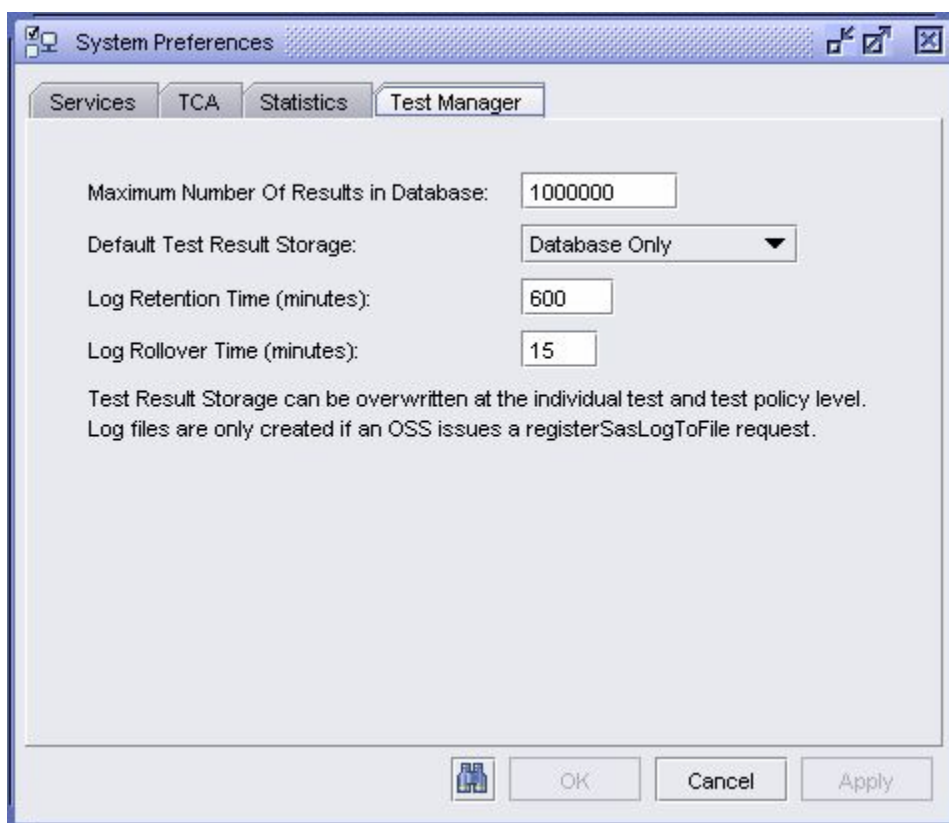 System Preferences
Services TCA Statistics Test Manager
Maximum Number Of Results in Database: 1000000
Default Test Result Storage: Database Only
Log Retention Time (minutes): 600
Log Rollover Time (minutes): 15
Test Result Storage can be overwritten at the individual test and test policy level.
Log files are only created if an OSS issues a registerSasLogToFile request.
OK Cancel Apply